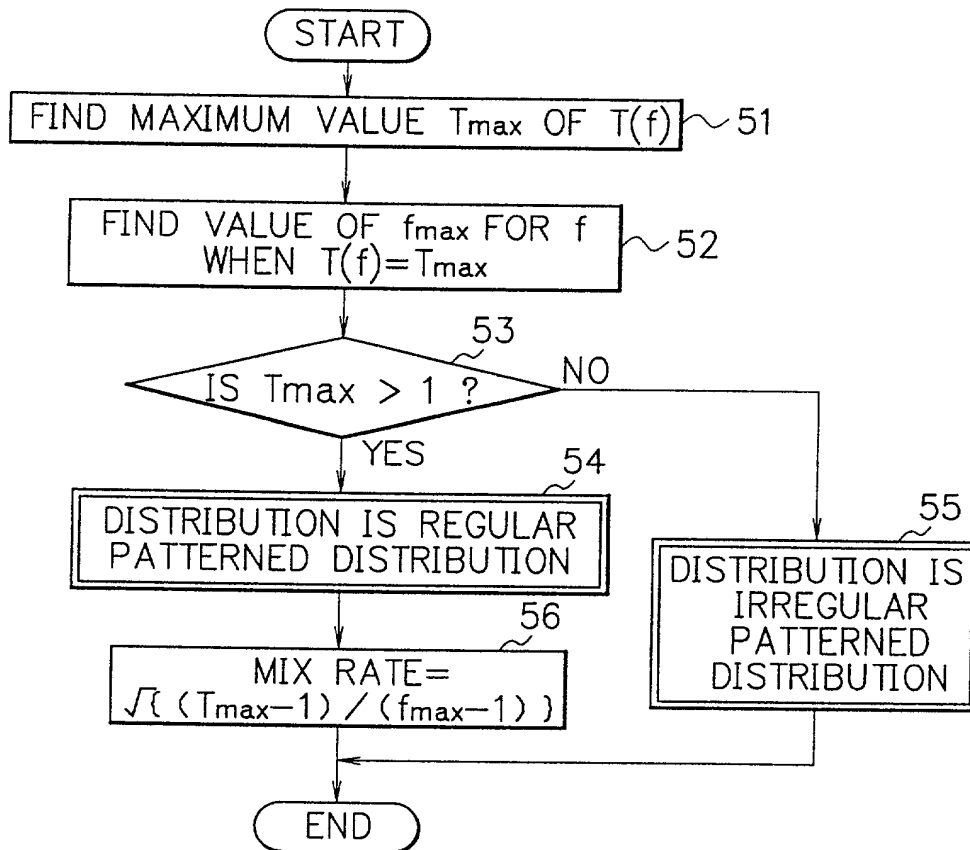 START
FIND MAXIMUM VALUE Tmax OF T(f)
51
FIND VALUE OF fmax FOR f
WHEN T(f)=Tmax
52
53
IS Tmax > 1 ?
NO
YES
54
DISTRIBUTION IS REGULAR
PATTERNED DISTRIBUTION
55
DISTRIBUTION IS
IRREGULAR
PATTERNED
DISTRIBUTION
56
MIX RATE=
√{ (Tmax−1) / (fmax−1) }
END